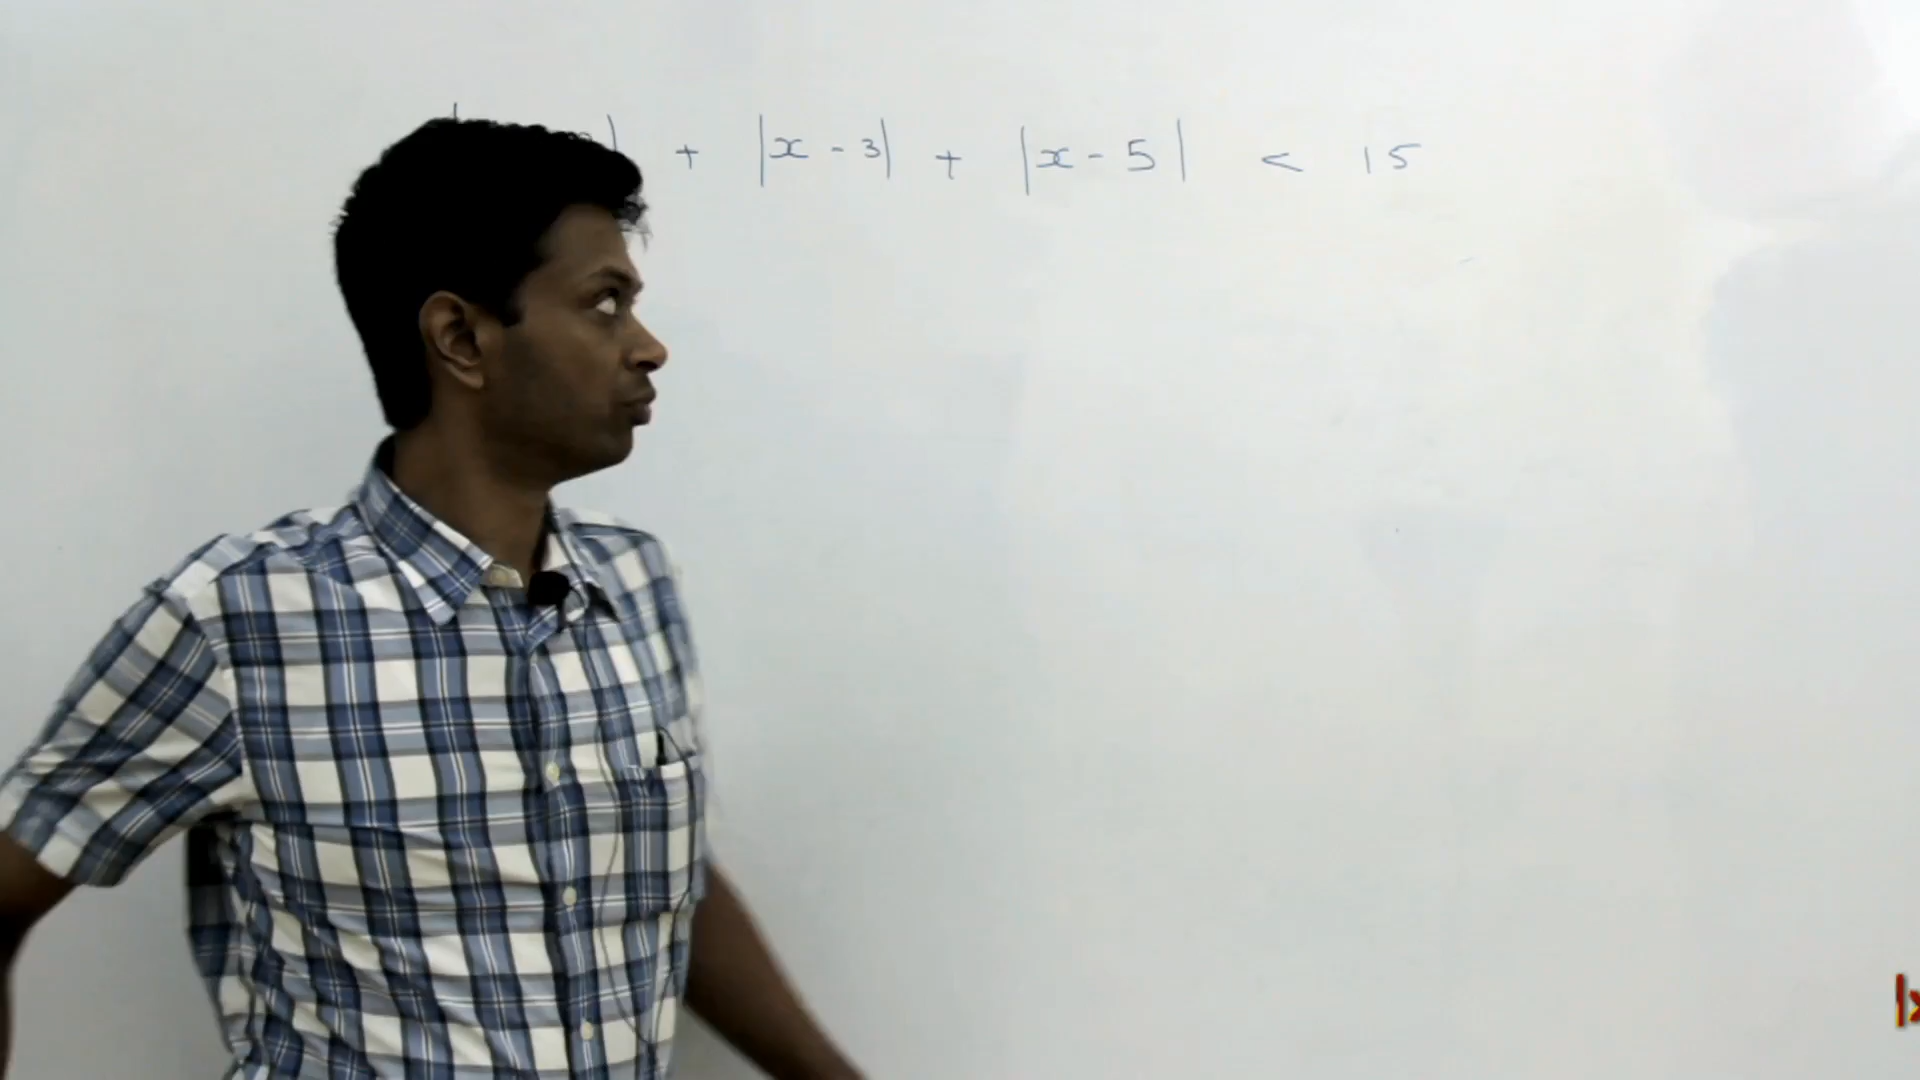 | | + |x - 3| + |x - 5| < 15